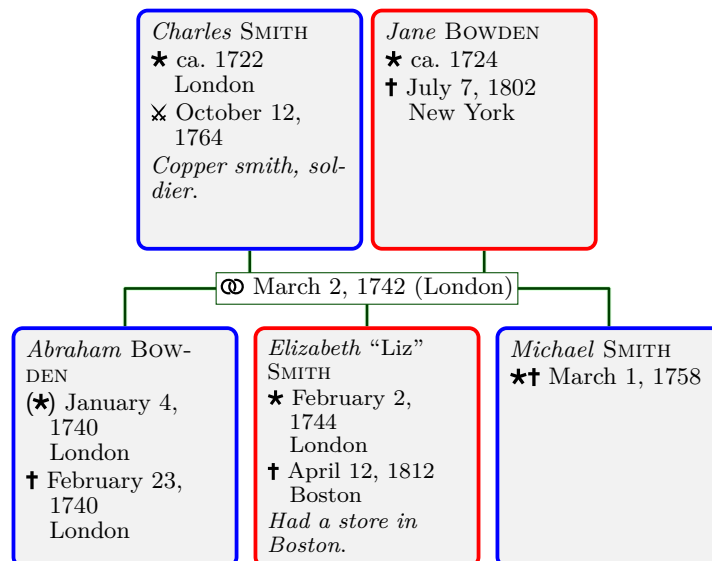 Charles SMITH
★ ca. 1722
London
⚔ October 12,
1764
Copper smith, sol-
dier.
Jane BOWDEN
★ ca. 1724
✝ July 7, 1802
New York
⚭ March 2, 1742 (London)
Abraham BOW-
DEN
(★) January 4,
1740
London
✝ February 23,
1740
London
Elizabeth “Liz”
SMITH
★ February 2,
1744
London
✝ April 12, 1812
Boston
Had a store in
Boston.
Michael SMITH
★✝ March 1, 1758